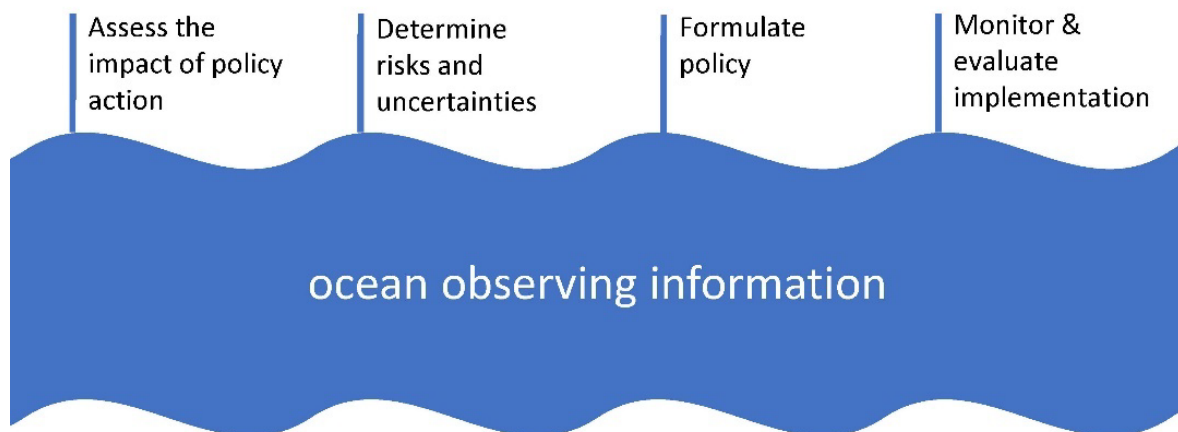 Assess the
impact of policy
action
Determine
risks and
uncertainties
Formulate
policy
Monitor &
evaluate
implementation
ocean observing information